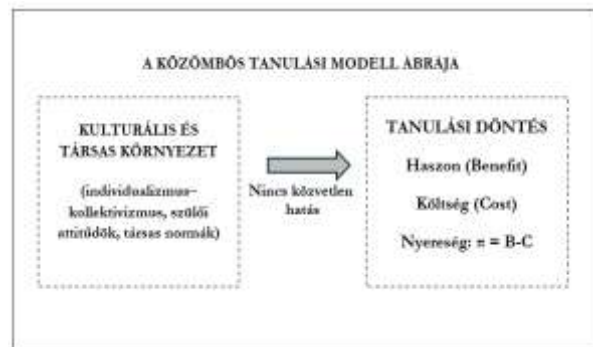 A KÖZÖMBÖS TANULÁSI MODELL ÁBRÁJA
KULTURÁLIS ÉS
TÁRSAS KÖRNYEZET
(individualizmus–
kollektivizmus, szülői
attitűdök, társas normák)
Nincs közvetlen
hatás
TANULÁSI DÖNTÉS
Haszon (Benefit)
Költség (Cost)
Nyereség: π = B-C